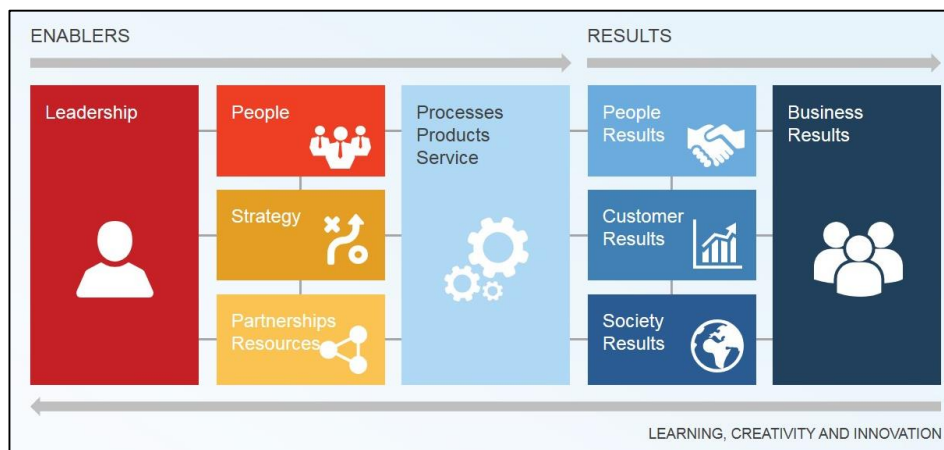 ENABLERS
RESULTS
Leadership
People
Processes
Products
Service
People
Results
Business
Results
Strategy
Customer
Results
Partnerships
Resources
Society
Results
LEARNING, CREATIVITY AND INNOVATION